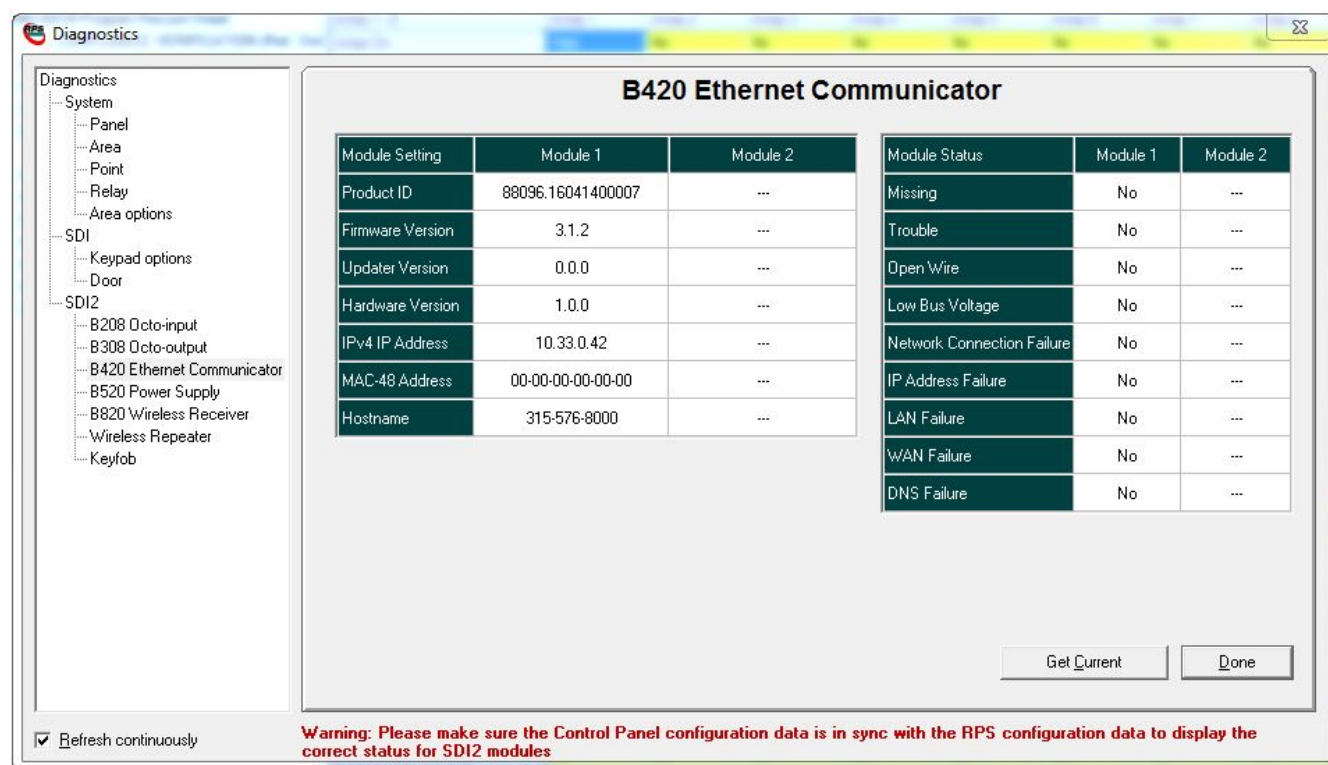 RPS Diagnostics
Diagnostics
System
Panel
Area
Point
Relay
Area options
SDI
Keypad options
Door
SDI2
B208 Octo-input
B308 Octo-output
B420 Ethernet Communicator
B520 Power Supply
B820 Wireless Receiver
Wireless Repeater
Keyfob
B420 Ethernet Communicator
Module Setting Module 1 Module 2
Product ID 88096.16041400007 ---
Firmware Version 3.1.2 ---
Updater Version 0.0.0 ---
Hardware Version 1.0.0 ---
IPv4 IP Address 10.33.0.42 ---
MAC-48 Address 00-00-00-00-00-00 ---
Hostname 315-576-8000 ---
Module Status Module 1 Module 2
Missing No ---
Trouble No ---
Open Wire No ---
Low Bus Voltage No ---
Network Connection Failure No ---
IP Address Failure No ---
LAN Failure No ---
WAN Failure No ---
DNS Failure No ---
Get Current Done
Refresh continuously
Warning: Please make sure the Control Panel configuration data is in sync with the RPS configuration data to display the
correct status for SDI2 modules